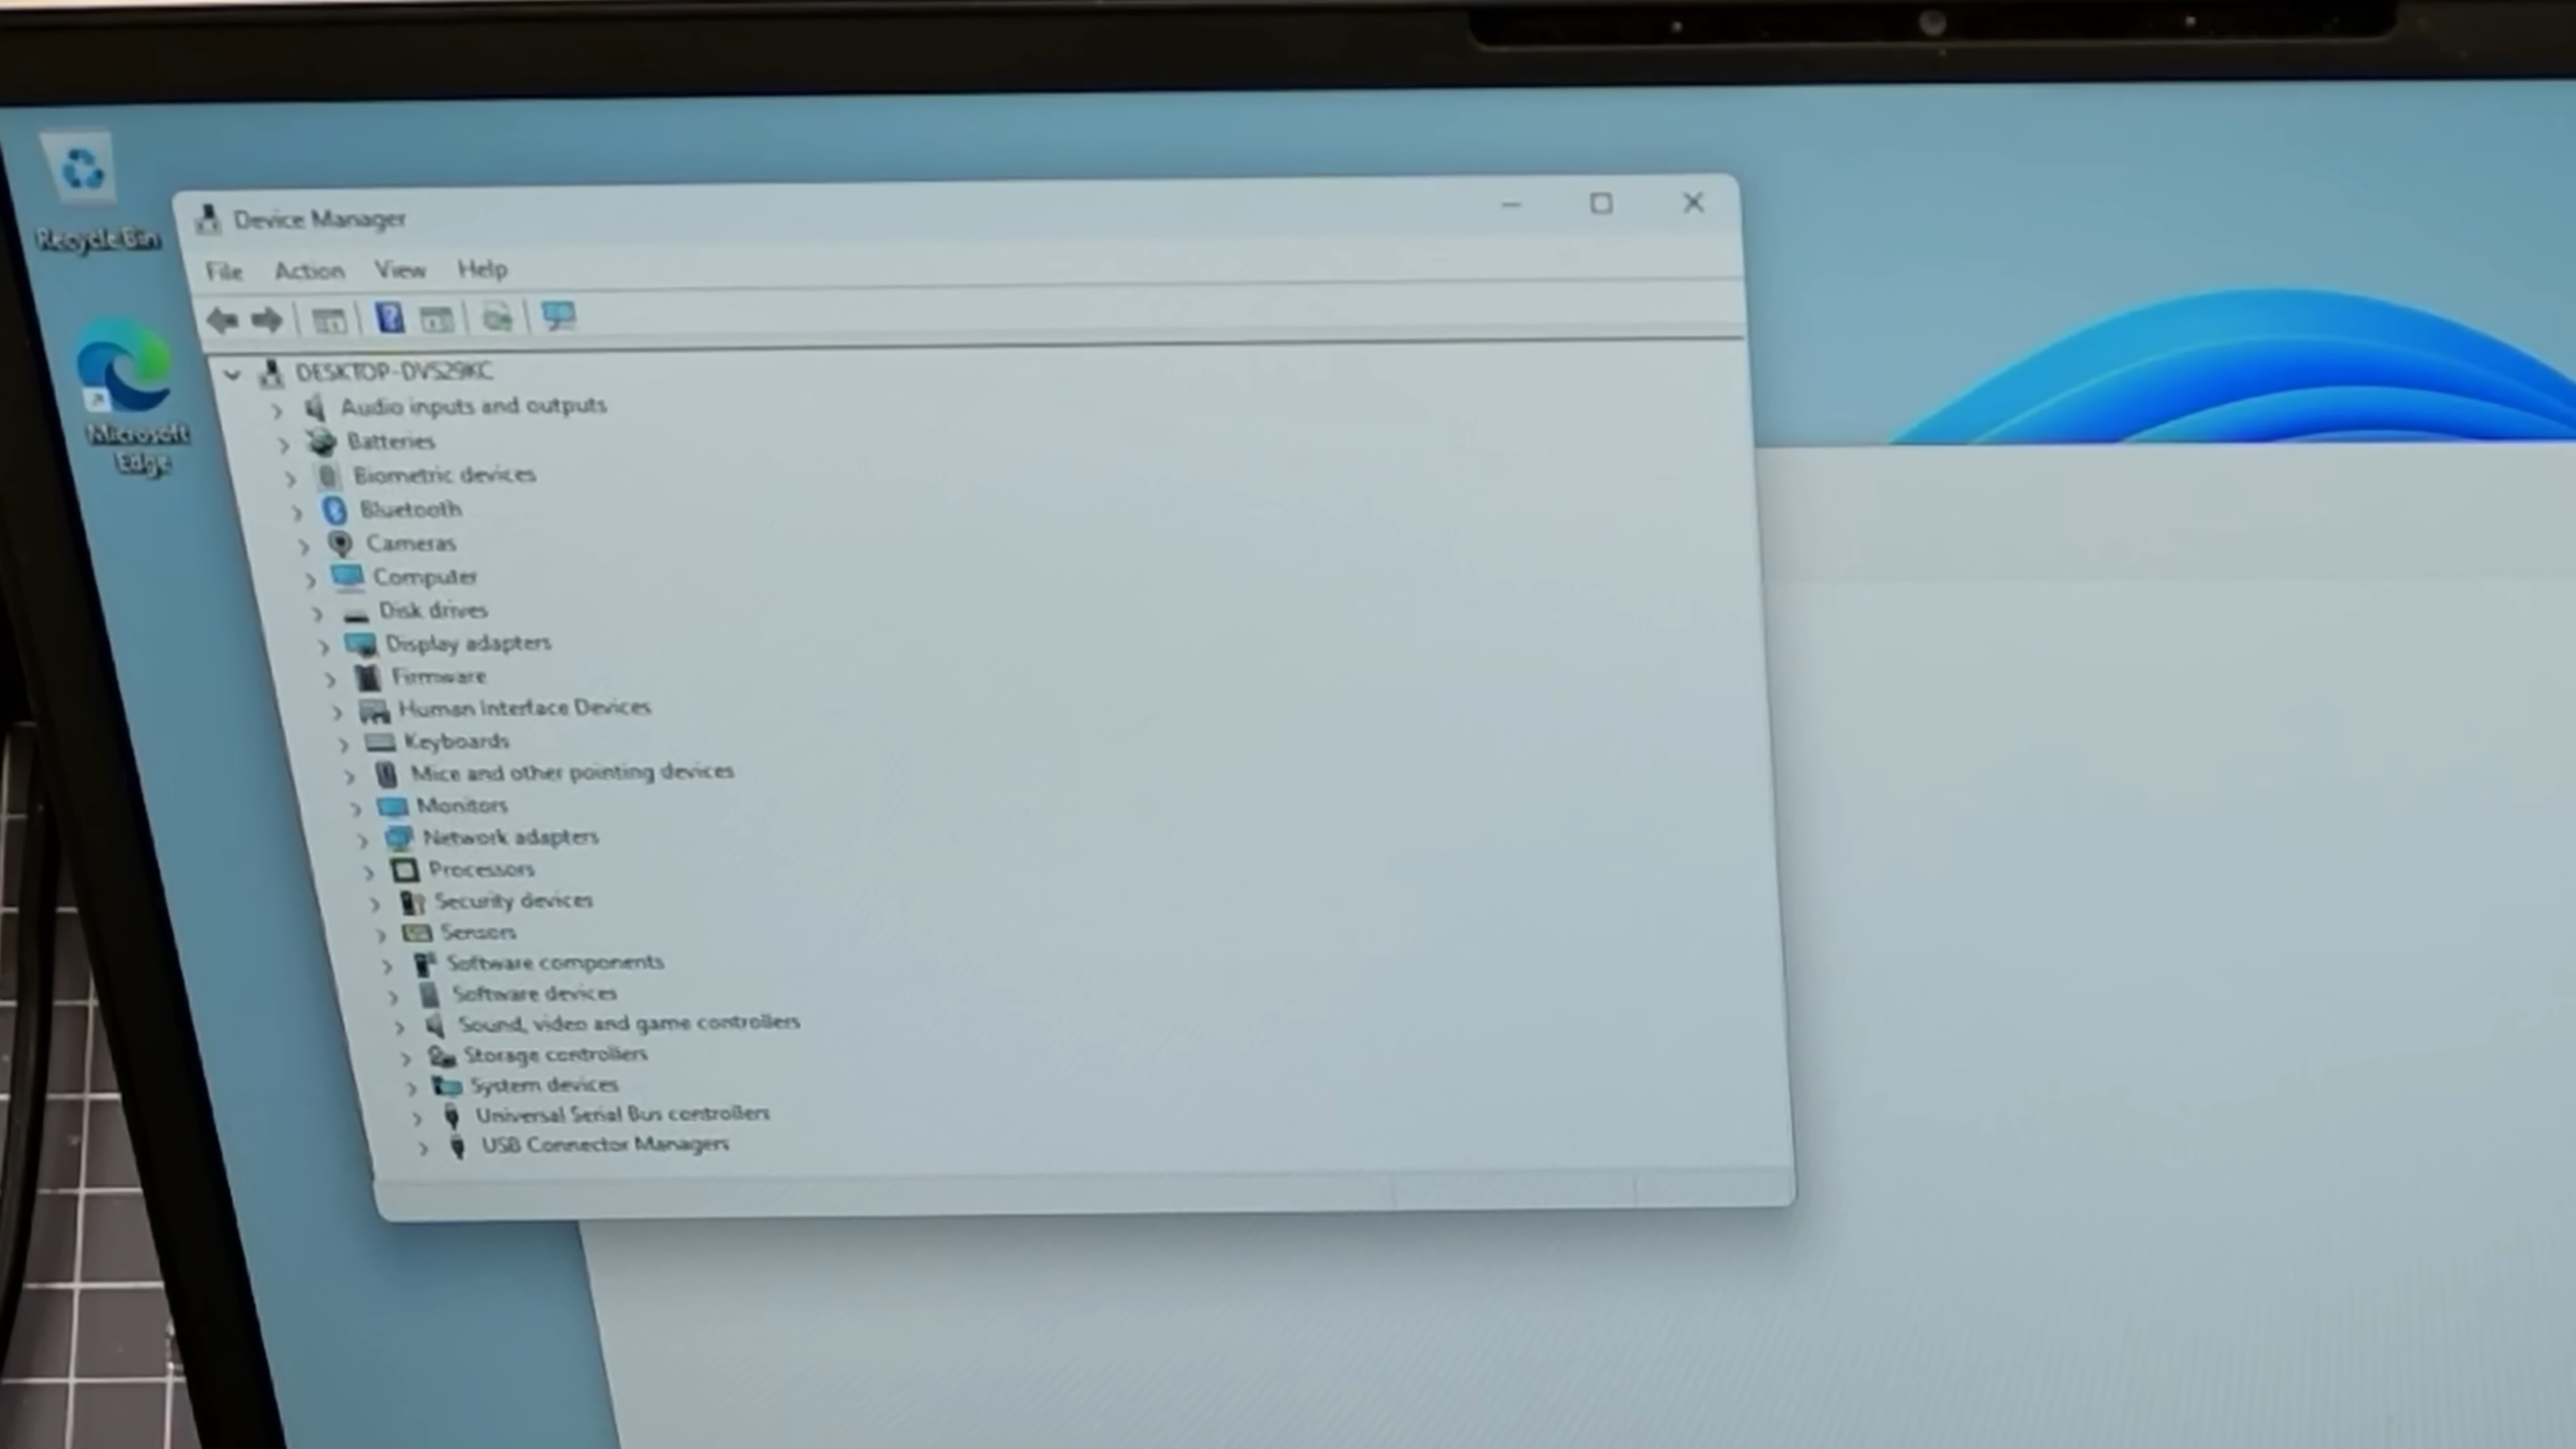 Recycle Bin
Microsoft
Edge
Device Manager
File Action View Help
DESKTOP-DVS29KC
Audio inputs and outputs
Batteries
Biometric devices
Bluetooth
Cameras
Computer
Disk drives
Display adapters
Firmware
Human Interface Devices
Keyboards
Mice and other pointing devices
Monitors
Network adapters
Processors
Security devices
Sensors
Software components
Software devices
Sound, video and game controllers
Storage controllers
System devices
Universal Serial Bus controllers
USB Connector Managers